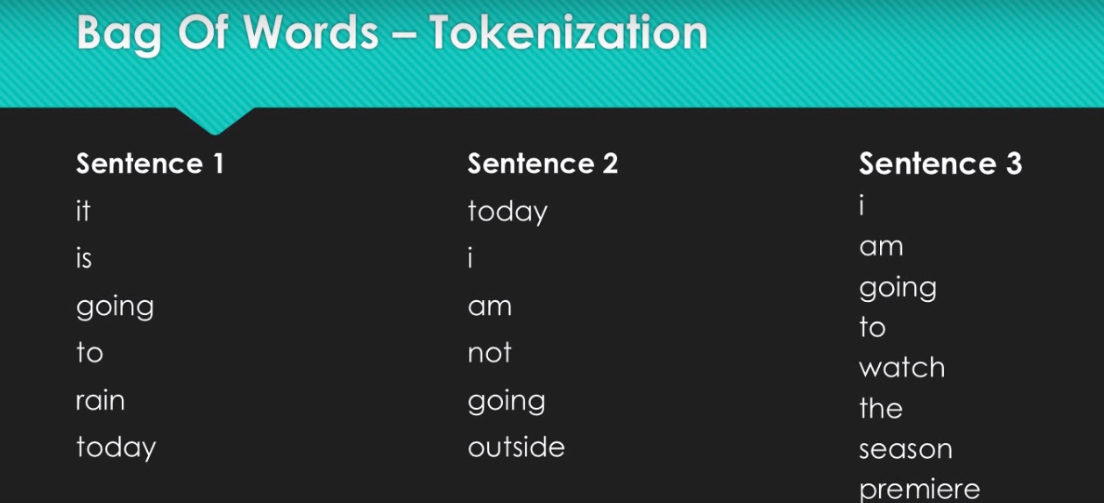 Bag Of Words – Tokenization
Sentence 1
it
is
going
to
rain
today
Sentence 2
today
i
am
not
going
outside
Sentence 3
i
am
going
to
watch
the
season
premiere